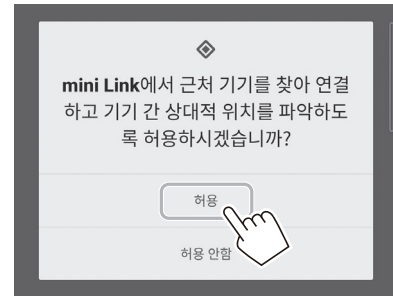 mini Link에서 근처 기기를 찾아 연결
하고 기기 간 상대적 위치를 파악하도
록 허용하시겠습니까?
허용
허용 안함